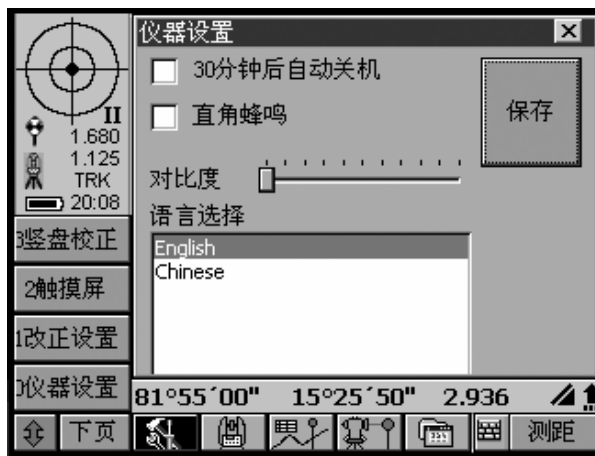 仪器设置
30分钟后自动关机
直角蜂鸣
保存
对比度
语言选择
English
Chinese
II
1.680
1.125
TRK
20:08
3竖盘校正
2触摸屏
1改正设置
0仪器设置
81°55′00" 15°25′50" 2.936
下页
测距